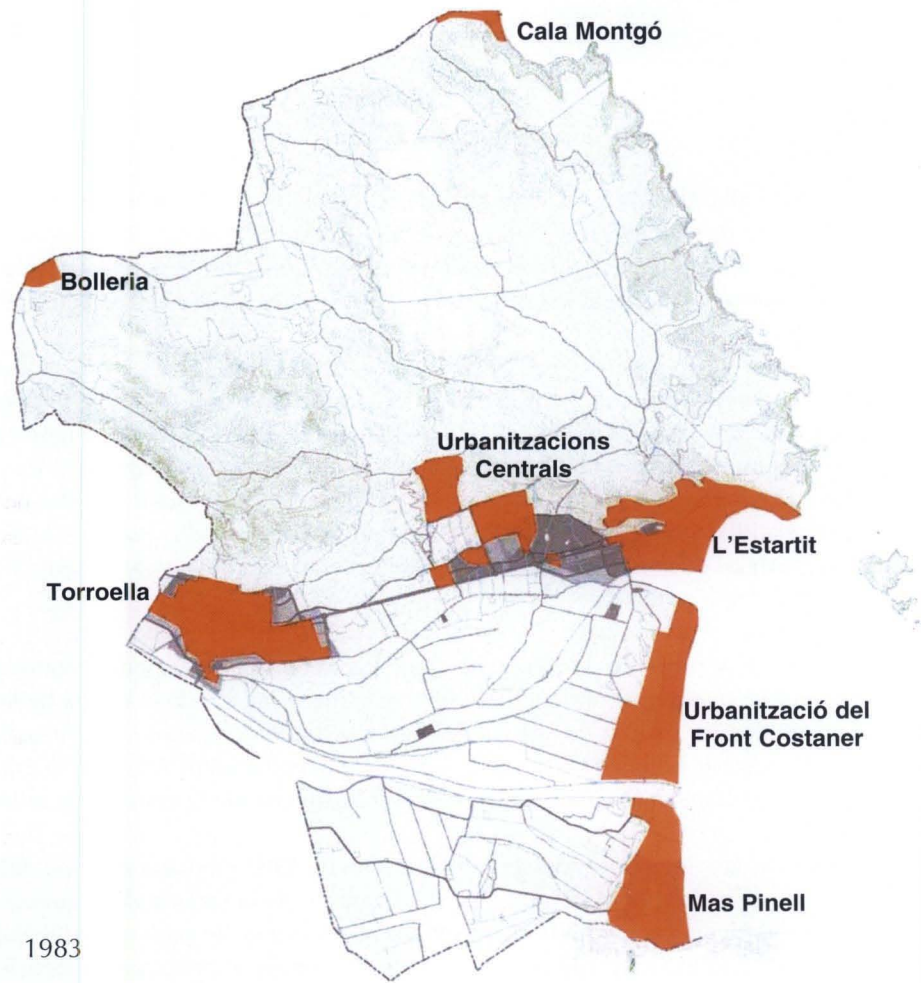 Cala Montgó
Bolleria
Urbanitzacions
Centrals
L'Estartit
Torroella
Urbanització del
Front Costaner
Mas Pinell
1983